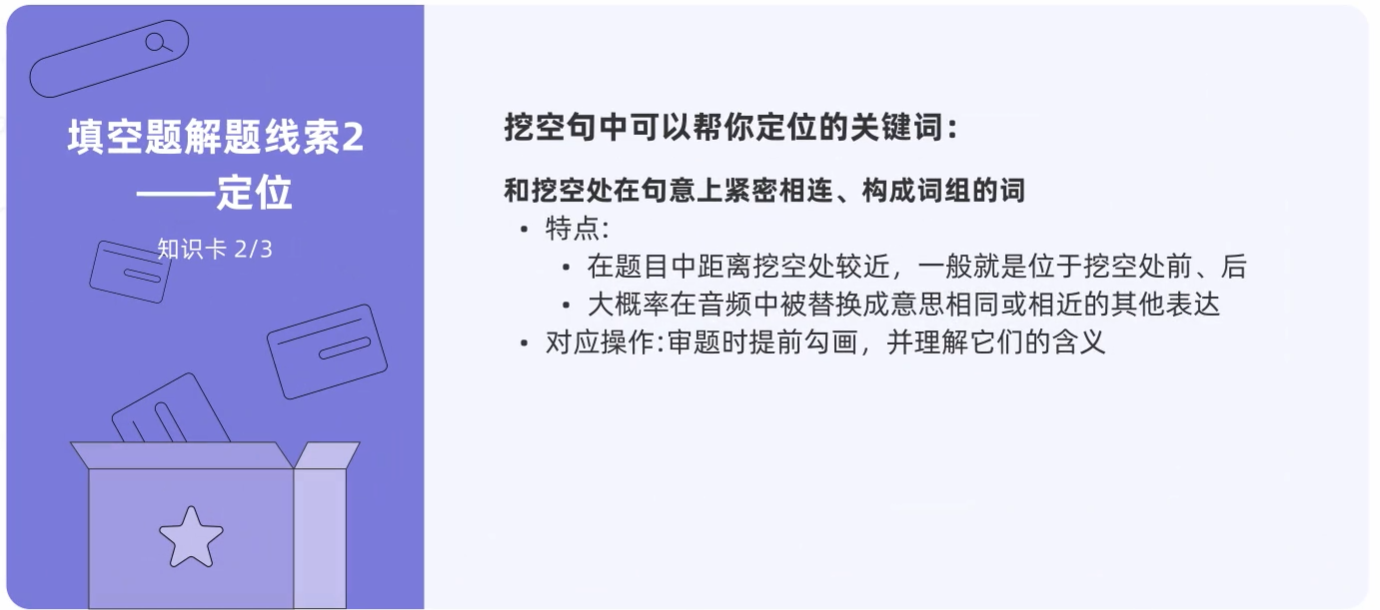 填空题解题线索2
——定位
知识卡 2/3
挖空句中可以帮你定位的关键词：
和挖空处在句意上紧密相连、构成词组的词
• 特点：
• 在题目中距离挖空处较近，一般就是位于挖空处前、后
• 大概率在音频中被替换成意思相同或相近的其他表达
• 对应操作:审题时提前勾画，并理解它们的含义